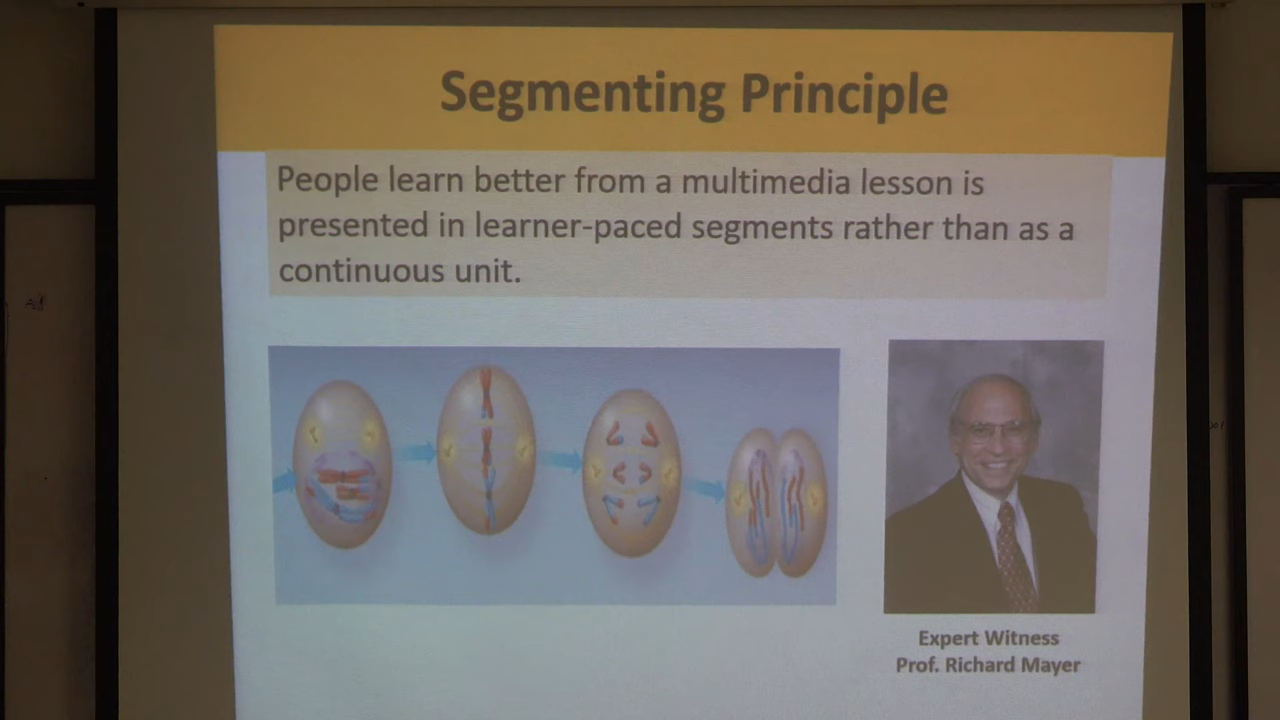 Segmenting Principle
People learn better from a multimedia lesson is
presented in learner-paced segments rather than as a
continuous unit.
Expert Witness
Prof. Richard Mayer